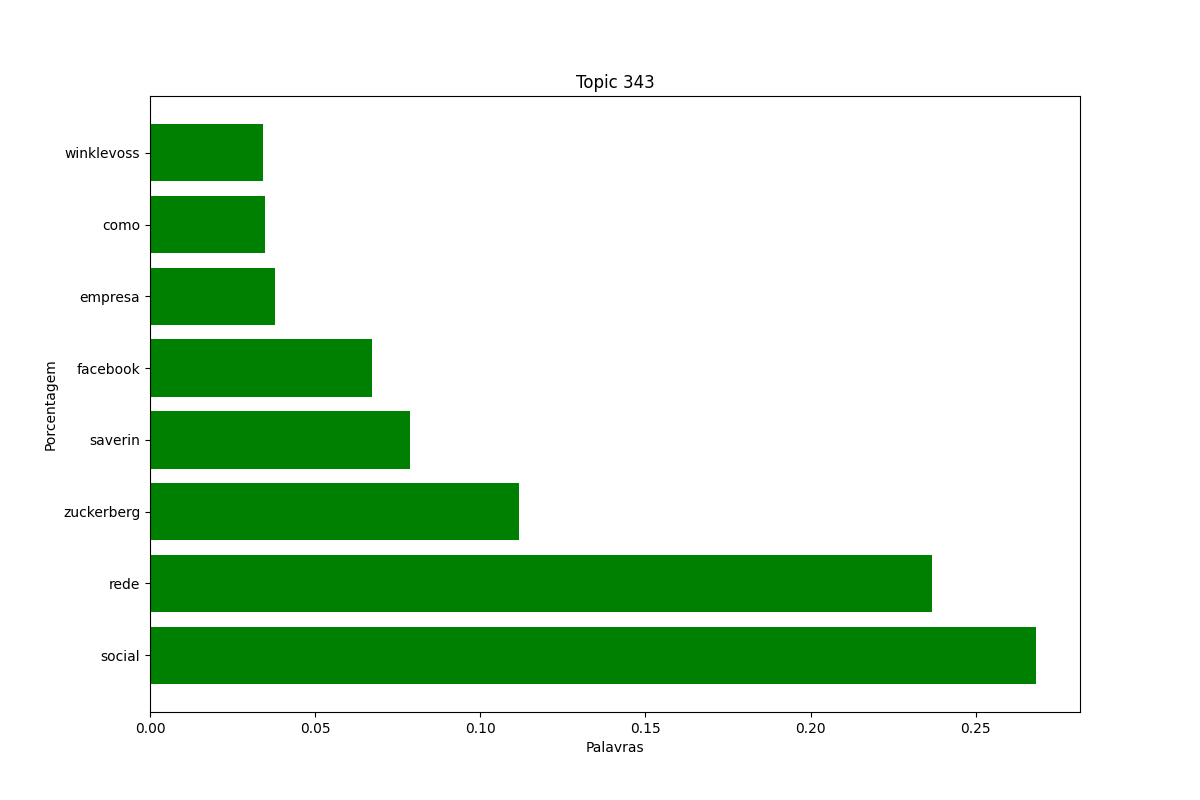 Topic 343
winklevoss
como
empresa
facebook
saverin
zuckerberg
rede
social
Porcentagem
0.00 0.05 0.10 0.15 0.20 0.25
Palavras